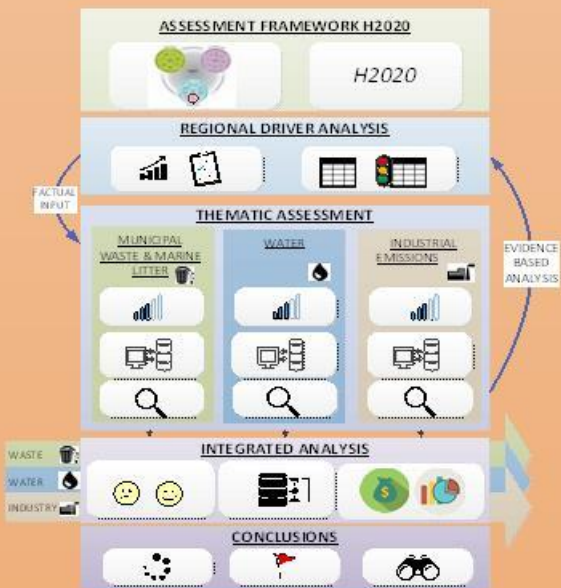 ASSESSMENT FRAMEWORK H2020
H2020
REGIONAL DRIVER ANALYSIS
FACTUAL
INPUT
THEMATIC ASSESSMENT
MUNICIPAL
WASTE & MARINE
LITTER
WATER
INDUSTRIAL
EMISSIONS
EVIDENCE
BASED
ANALYSIS
INTEGRATED ANALYSIS
WASTE
WATER
INDUSTRY
$
CONCLUSIONS